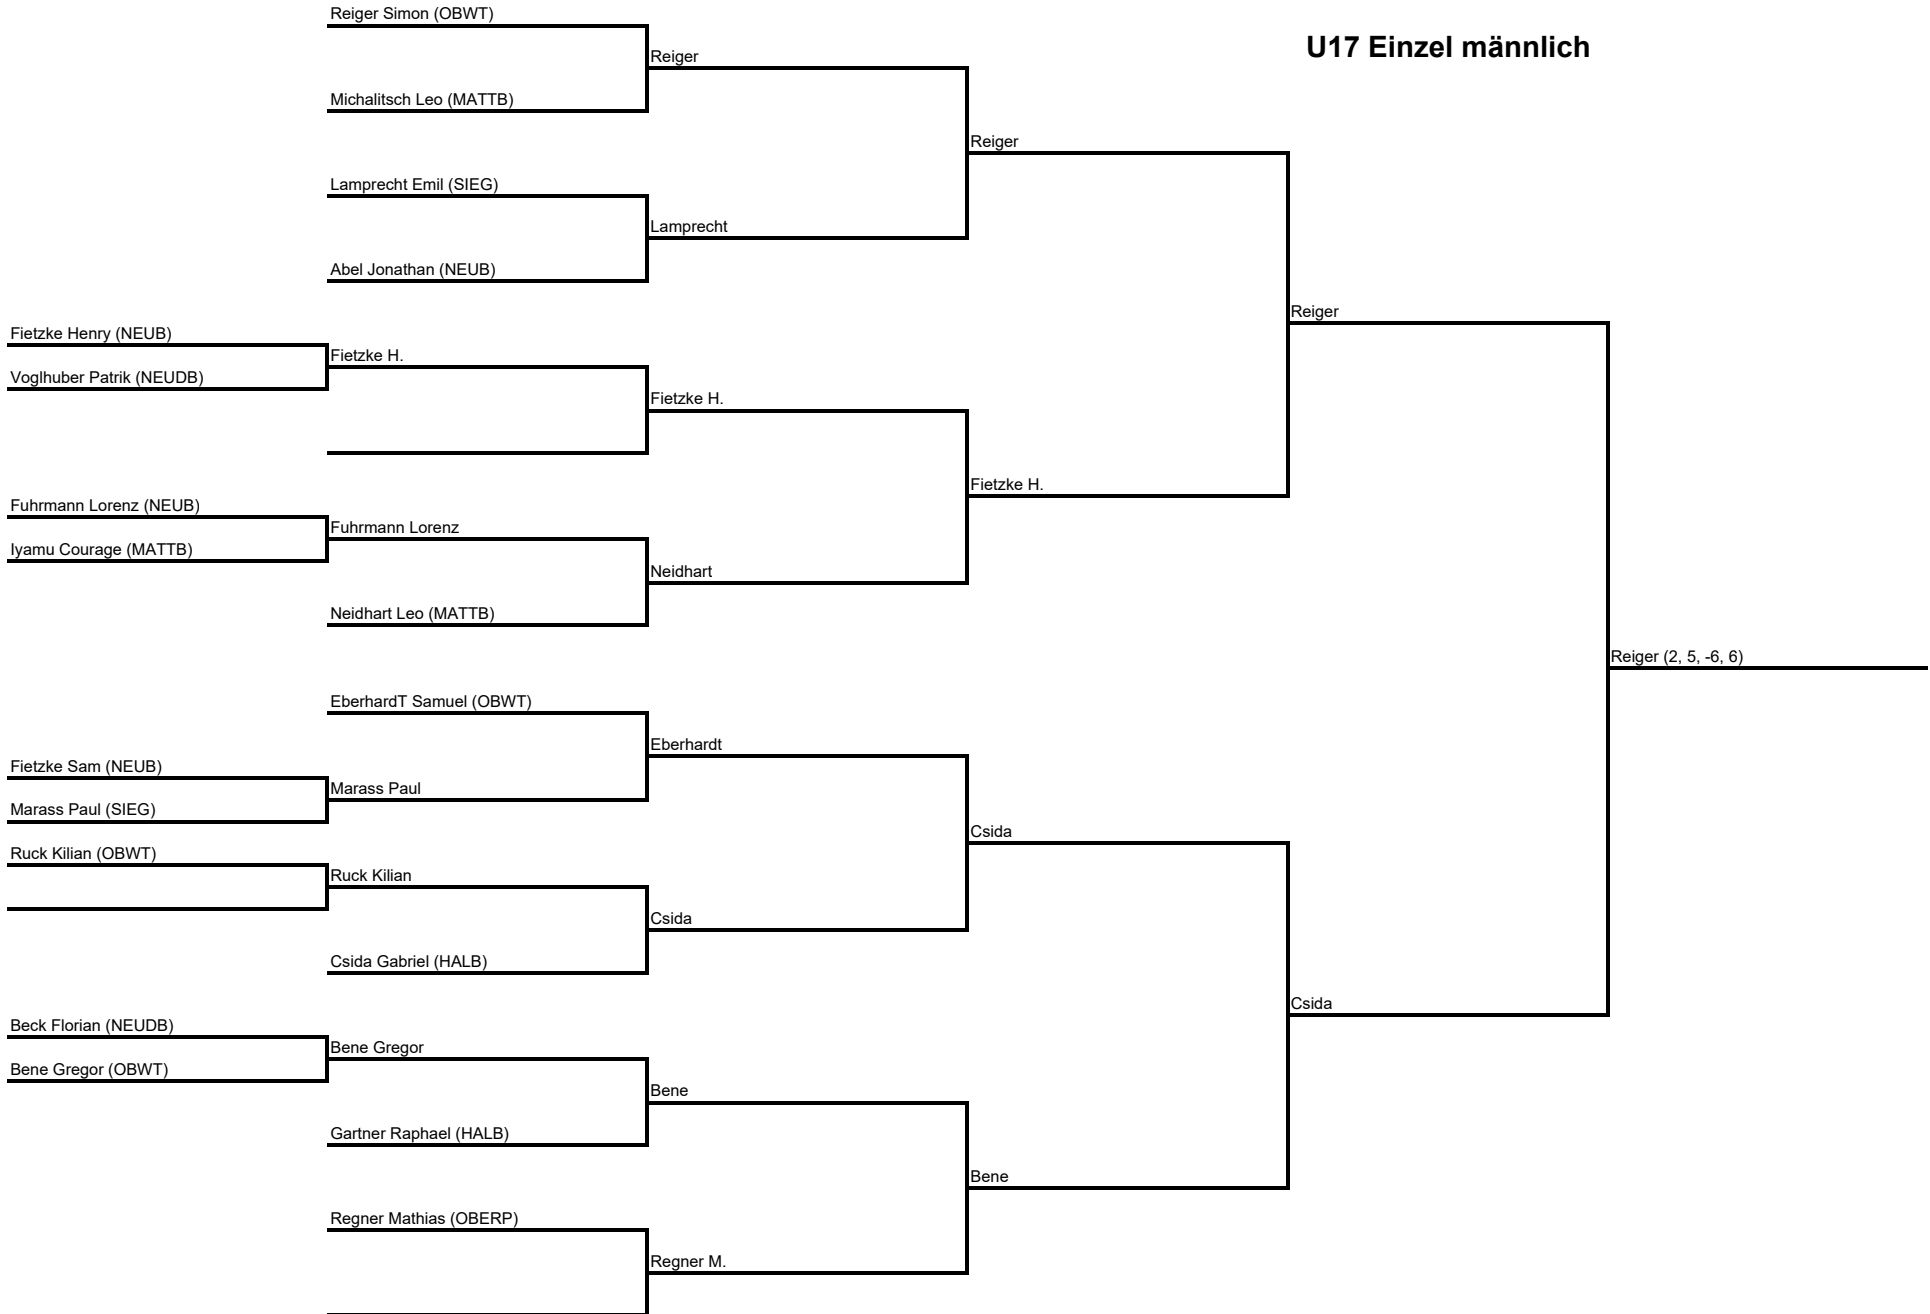 Reiger Simon (OBWT)
U17 Einzel männlich
Reiger
Michalitsch Leo (MATTB)
Reiger
Lamprecht Emil (SIEG)
Lamprecht
Abel Jonathan (NEUB)
Reiger
Fietzke Henry (NEUB)
Fietzke H.
Voglhuber Patrik (NEUDB)
Fietzke H.
Fietzke H.
Fuhrmann Lorenz (NEUB)
Fuhrmann Lorenz
Iyamu Courage (MATTB)
Neidhart
Neidhart Leo (MATTB)
Reiger (2, 5, -6, 6)
EberhardT Samuel (OBWT)
Eberhardt
Fietzke Sam (NEUB)
Marass Paul
Marass Paul (SIEG)
Csida
Ruck Kilian (OBWT)
Ruck Kilian
Csida
Csida Gabriel (HALB)
Csida
Beck Florian (NEUDB)
Bene Gregor
Bene Gregor (OBWT)
Bene
Gartner Raphael (HALB)
Bene
Regner Mathias (OBERP)
Regner M.